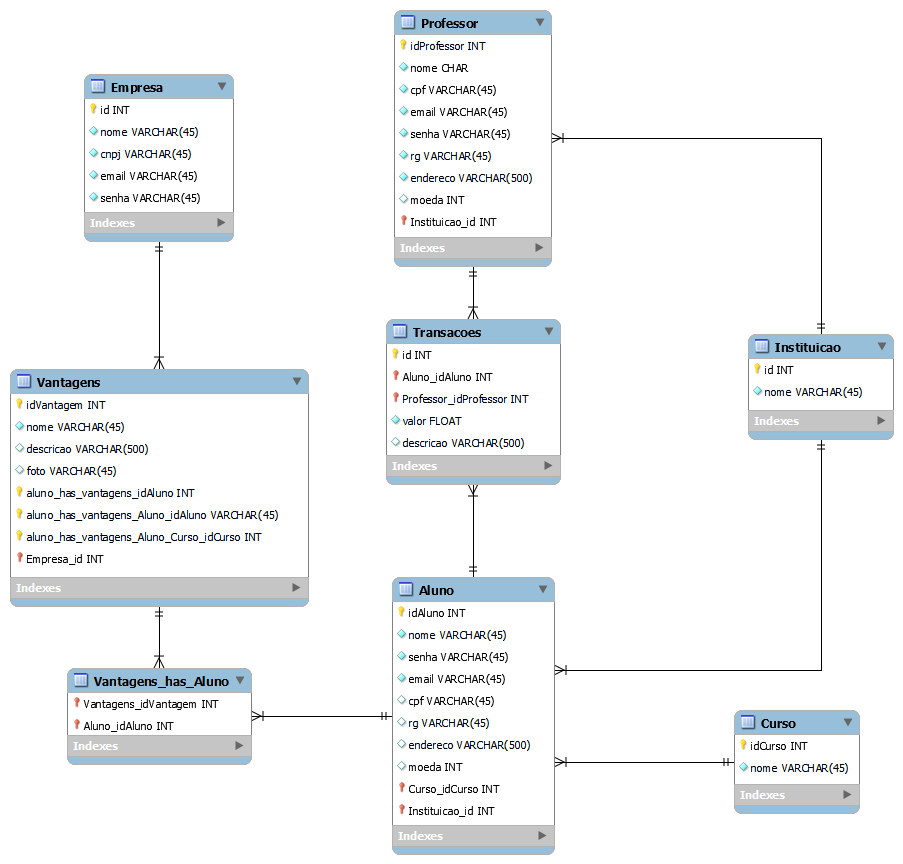 Professor
idProfessor INT
nome CHAR
cpf VARCHAR(45)
email VARCHAR(45)
senha VARCHAR(45)
rg VARCHAR(45)
endereco VARCHAR(500)
moeda INT
Instituicao_id INT
Indexes
Empresa
id INT
nome VARCHAR(45)
cnpj VARCHAR(45)
email VARCHAR(45)
senha VARCHAR(45)
Indexes
Transacoes
id INT
Aluno_idAluno INT
Professor_idProfessor INT
valor FLOAT
descricao VARCHAR(500)
Indexes
Instituicao
id INT
nome VARCHAR(45)
Indexes
Vantagens
idVantagem INT
nome VARCHAR(45)
descricao VARCHAR(500)
foto VARCHAR(45)
aluno_has_vantagens_idAluno INT
aluno_has_vantagens_Aluno_idAluno VARCHAR(45)
aluno_has_vantagens_Aluno_Curso_idCurso INT
Empresa_id INT
Indexes
Aluno
idAluno INT
nome VARCHAR(45)
senha VARCHAR(45)
email VARCHAR(45)
cpf VARCHAR(45)
rg VARCHAR(45)
endereco VARCHAR(500)
moeda INT
Curso_idCurso INT
Instituicao_id INT
Indexes
Vantagens_has_Aluno
Vantagens_idVantagem INT
Aluno_idAluno INT
Indexes
Curso
idCurso INT
nome VARCHAR(45)
Indexes